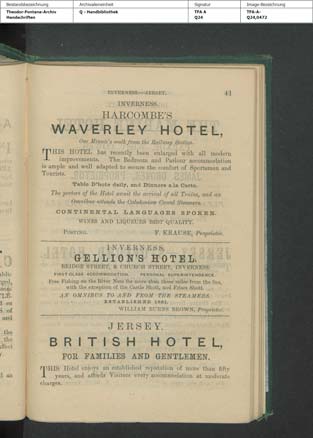 Bestandsbezeichnung Archivalieneinheit Signatur Image-Bezeichnung
Theodor-Fontane-Archiv Q - Handbibliothek TFA A TFA-A-
Handschriften Q24 Q24,0472
INVERNESS—JERSEY. 41
INVERNESS.
HARCOMBE'S
WAVERLEY HOTEL,
One Minute's walk from the Railway Station.
THIS HOTEL has recently been enlarged with all modern
improvements. The Bedroom and Parlour accommodation
is ample and well adapted to secure the comfort of Sportsmen and
Tourists.
Table D'hote daily, and Dinners a la Carte.
The porters of the Hotel await the arrival of all Trains, and an
Omnibus attends the Caledonian Canal Steamers.
CONTINENTAL LANGUAGES SPOKEN.
WINES AND LIQUEURS BEST QUALITY.
POSTING. F. KRAUSE, Proprietor.
INVERNESS.
GELLION'S HOTEL.
BRIDGE STREET, & CHURCH STREET, INVERNESS.
FIRST-CLASS ACCOMMODATION. PERSONAL SUPERINTENDENCE.
Free Fishing on the River Ness for more than three miles from the Sea,
with the exception of the Castle Shott, and Friars Shott.
AN OMNIBUS TO AND FROM THE STEAMERS.
ESTABLISHED
WILLIAM BURNS BROWN, Proprietor.
JERSEY.
BRITISH HOTEL,
FOR FAMILIES AND GENTLEMEN.
THIS Hotel enjoys an established reputation of more than fifty
years, and affords Visitors every accommodation at moderate
charges.